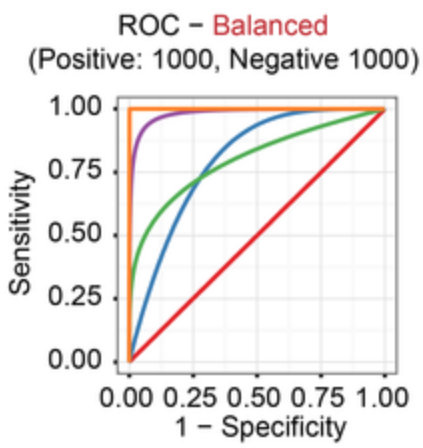 ROC − Balanced
(Positive: 1000, Negative 1000)
1.00
0.75
0.50
0.25
0.00
Sensitivity
0.00 0.25 0.50 0.75 1.00
1 − Specificity